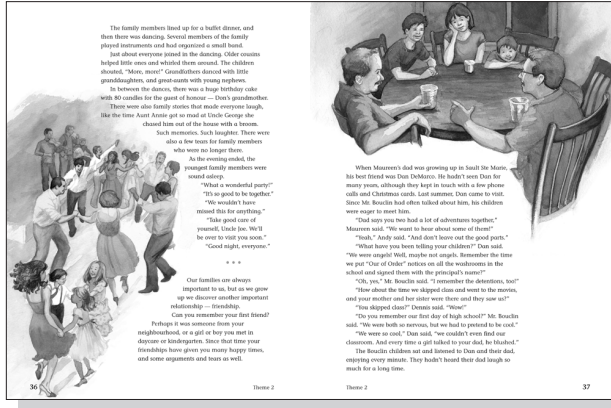 The family members lined up for a buffet dinner, and
then there was dancing. Several members of the family
played instruments and had organized a small band.
Just about everyone joined in the dancing. Older cousins
helped little ones and whirled them around. The children
shouted, "More, more!" Grandfathers danced with little
granddaughters, and great-aunts with young nephews.
In between the dances, there was a huge birthday cake
with 80 candles for the guest of honour — Don's grandmother.
There were also family stories that made everyone laugh,
like the time Aunt Annie got so mad at Uncle George she
chased him out of the house with a broom.
Such memories. Such laughter. There were
also a few tears for family members
who were no longer there.
As the evening ended, the
youngest family members were
sound asleep.
"What a wonderful party!"
"It's so good to be together."
"We wouldn't have
missed this for anything."
"Take good care of
yourself, Uncle Joe. We'll
be over to visit you soon."
"Good night, everyone."
* * *
Our families are always
important to us, but as we grow
up we discover another important
relationship — friendship.
Can you remember your first friend?
Perhaps it was someone from your
neighbourhood, or a girl or boy you met in
daycare or kindergarten. Since that time your
friendships have given you many happy times,
and some arguments and tears as well.
36
Theme 2
When Maureen's dad was growing up in Sault Ste Marie,
his best friend was Dan DeMarco. He hadn't seen Dan for
many years, although they kept in touch with a few phone
calls and Christmas cards. Last summer, Dan came to visit.
Since Mr. Bouclin had often talked about him, his children
were eager to meet him.
"Dad says you two had a lot of adventures together,"
Maureen said. "We want to hear about some of them!"
"Yeah," Andy said, "And don't leave out the good parts."
"What have you been telling your children?" Dan said.
"We were angels! Well, maybe not angels. Remember the time
we put "Out of Order" notices on all the washrooms in the
school and signed them with the principal's name?"
"Oh, yes," Mr. Bouclin said. "I remember the detentions, too!"
"How about the time we skipped class and went to the movies,
and your mother and her sister were there and they saw us?"
"You skipped class?" Dennis said. "Wow!"
"Do you remember our first day of high school?" Mr. Bouclin
said. "We were both so nervous, but we had to pretend to be cool."
"We were so cool," Dan said, "we couldn't even find our
classroom. And every time a girl talked to your dad, he blushed."
The Bouclin children sat and listened to Dan and their dad,
enjoying every minute. They hadn't heard their dad laugh so
much for a long time.
Theme 2
37